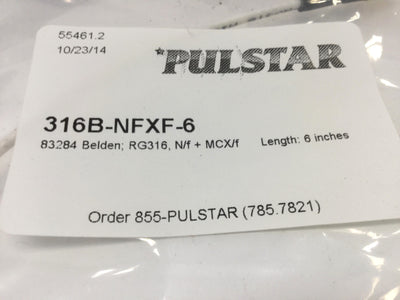 55461.2
10/23/14
*PULSTAR
316B-NFXF-6
83284 Belden; RG316, N/f + MCX/f Length: 6 inches
Order 855-PULSTAR (785.7821)